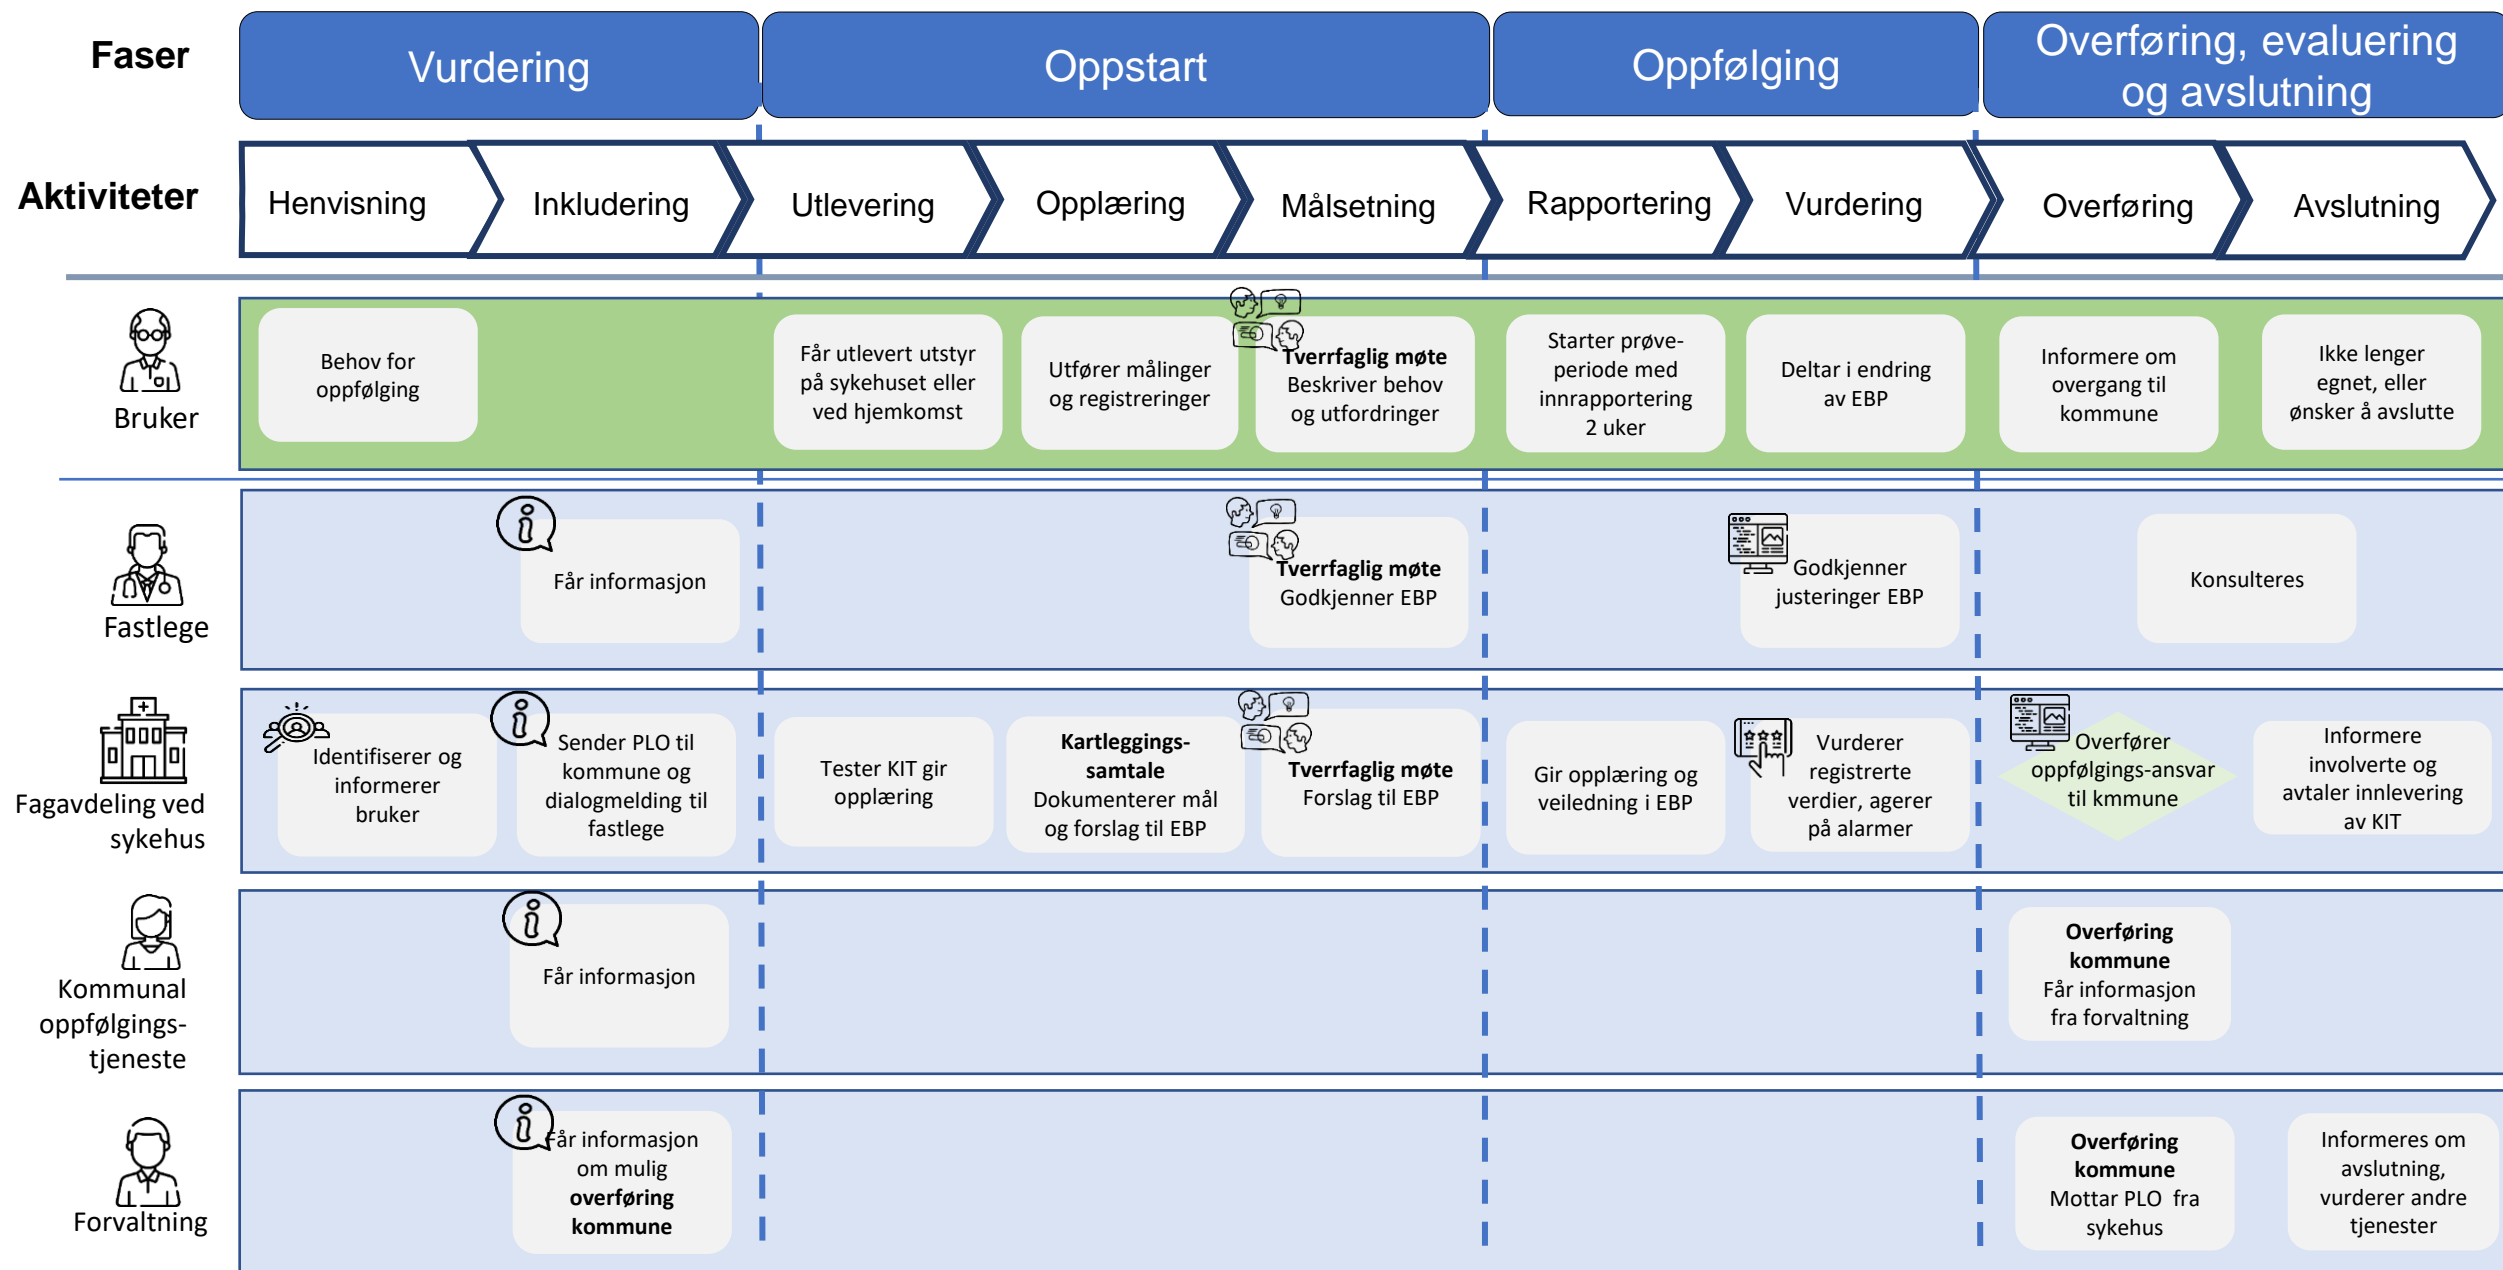 Faser
Vurdering
Oppstart
Oppfølging
Overføring, evaluering
og avslutning
Aktiviteter
Henvisning
Inkludering
Utlevering
Opplæring
Målsetning
Rapportering
Vurdering
Overføring
Avslutning
Bruker
Behov for
oppfølging
Får utlevert utstyr
på sykehuset eller
ved hjemkomst
Utfører målinger
og registreringer
Tverrfaglig møte
Beskriver behov
og utfordringer
Starter prøve-
periode med
innrapportering
2 uker
Deltar i endring
av EBP
Informere om
overgang til
kommune
Ikke lenger
egnet, eller
ønsker å avslutte
Fastlege
Får informasjon
Tverrfaglig møte
Godkjenner EBP
Godkjenner
justeringer EBP
Konsulteres
Fagavdeling ved
sykehus
Identifiserer og
informerer
bruker
Sender PLO til
kommune og
dialogmelding til
fastlege
Tester KIT gir
opplæring
Kartleggings-
samtale
Dokumenterer mål
og forslag til EBP
Tverrfaglig møte
Forslag til EBP
Gir opplæring og
veiledning i EBP
Vurderer
registrerte
verdier, agerer
på alarmer
Overfører
oppfølgings-ansvar
til kmmune
Informere
involverte og
avtaler innlevering
av KIT
Kommunal
oppfølgings-
tjeneste
Får informasjon
Overføring
kommune
Får informasjon
fra forvaltning
Forvaltning
Får informasjon
om mulig
overføring
kommune
Overføring
kommune
Mottar PLO fra
sykehus
Informeres om
avslutning,
vurderer andre
tjenester